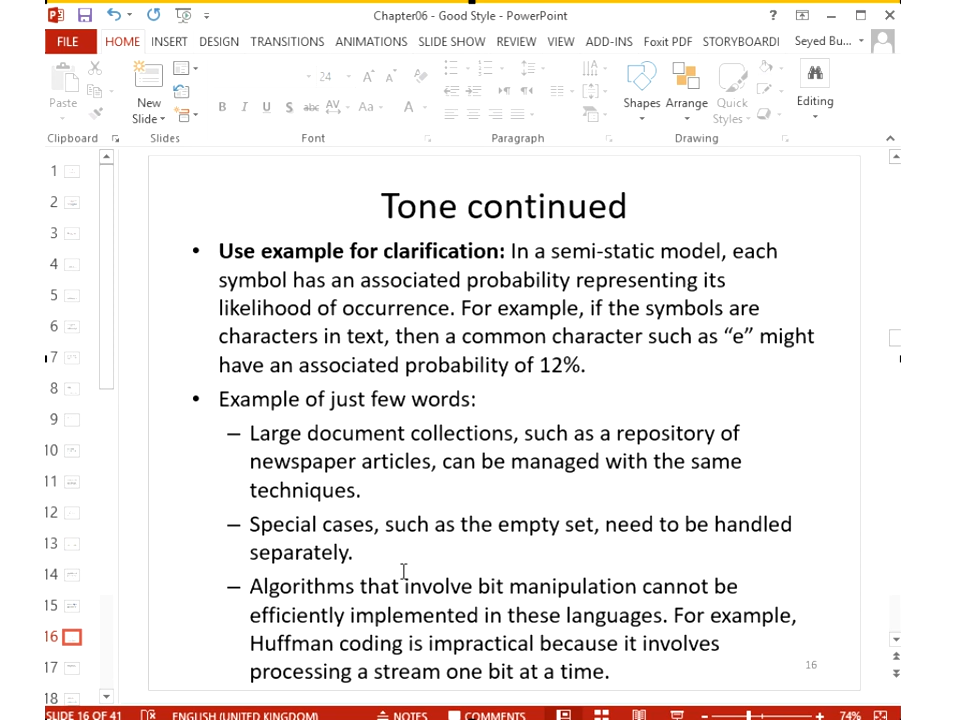 Chapter06 - Good Style - PowerPoint
FILE HOME INSERT DESIGN TRANSITIONS ANIMATIONS SLIDE SHOW REVIEW VIEW ADD-INS Foxit PDF STORYBOARDI Seyed Bu...
24
Paste New Slide B I U S abc AV Aa A Shapes Arrange Quick Styles Editing
Clipboard Slides Font Paragraph Drawing
1
2
3
4
5
6
7
8
9
10
11
12
13
14
15
16
17
18
Tone continued
• Use example for clarification: In a semi-static model, each
symbol has an associated probability representing its
likelihood of occurrence. For example, if the symbols are
characters in text, then a common character such as “e” might
have an associated probability of 12%.
• Example of just few words:
– Large document collections, such as a repository of
newspaper articles, can be managed with the same
techniques.
– Special cases, such as the empty set, need to be handled
separately.
– Algorithms that involve bit manipulation cannot be
efficiently implemented in these languages. For example,
Huffman coding is impractical because it involves
processing a stream one bit at a time.
16
SLIDE 16 OF 41 ENGLISH (UNITED KINGDOM) NOTES COMMENTS 74%